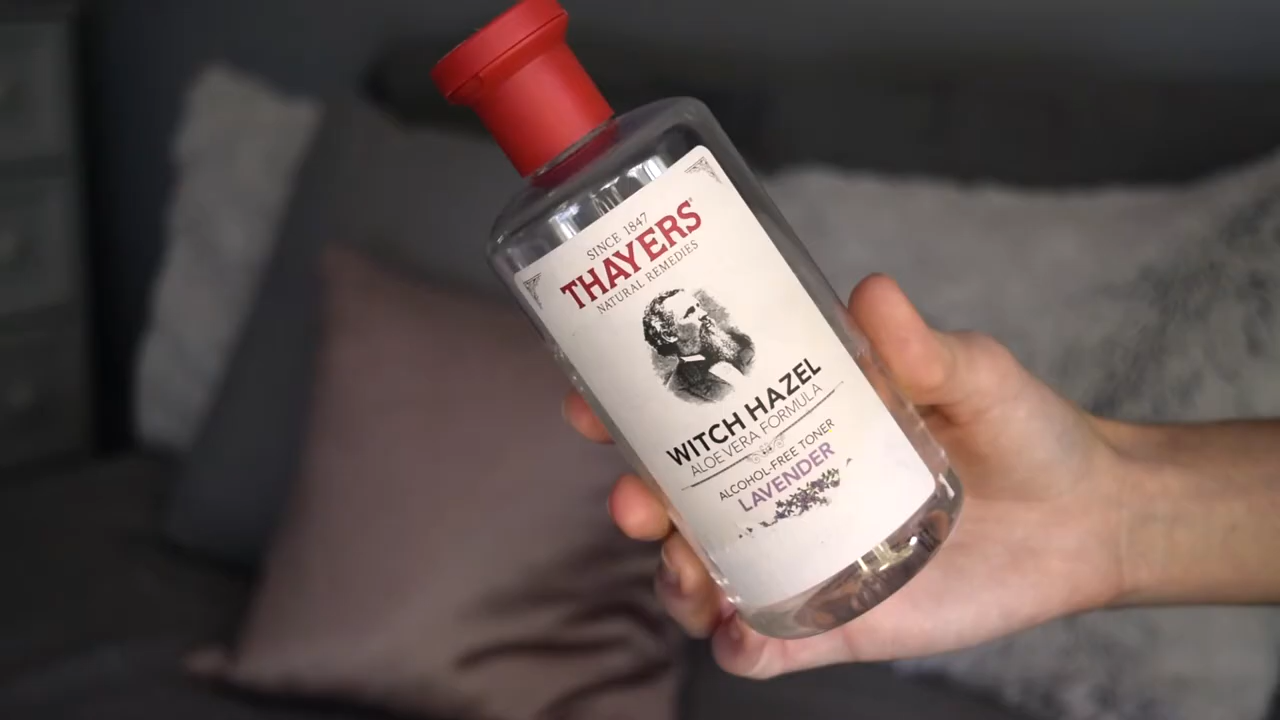 SINCE 1847
THAYERS®
NATURAL REMEDIES
WITCH HAZEL
ALOE VERA FORMULA
ALCOHOL-FREE TONER
LAVENDER